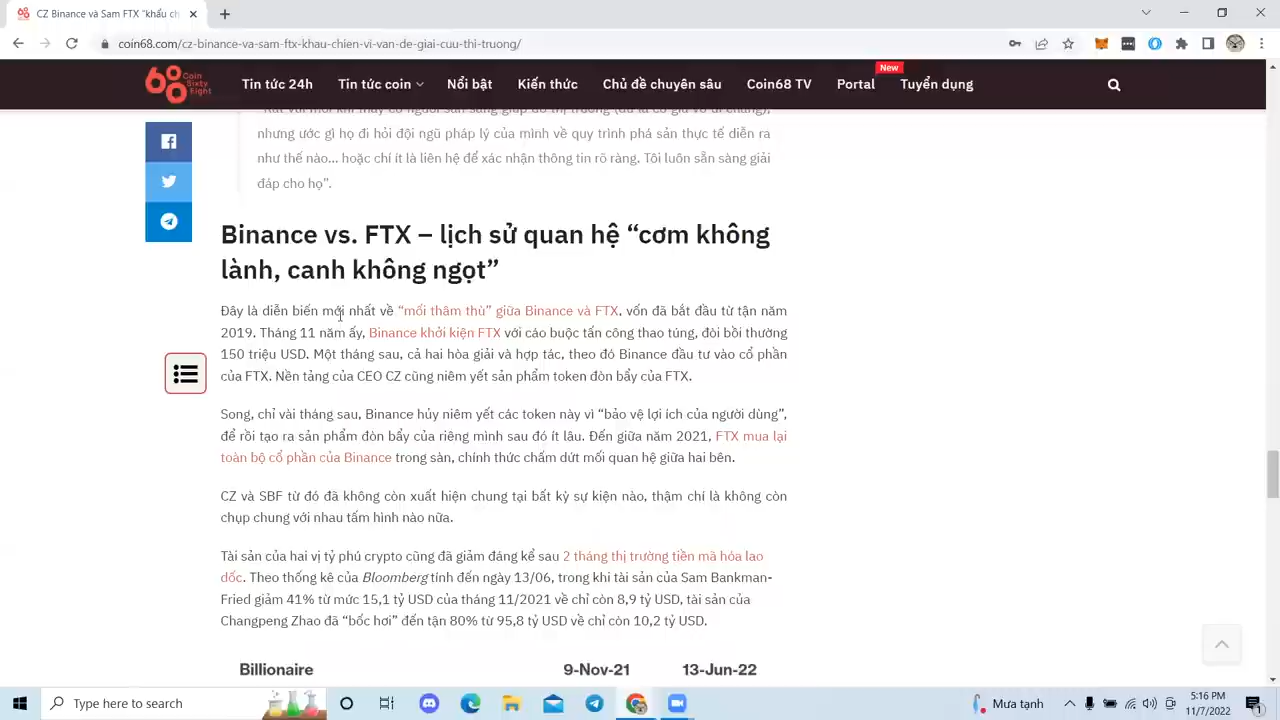 CZ Binance và Sam FTX "khẩu ch
coin68.com/cz-binance-va-sam-ftx-khau-chien-vi-van-de-giai-cuu-thi-truong/
Coin Sixty Eight
Tin tức 24h
Tin tức coin
Nổi bật
Kiến thức
Chủ đề chuyên sâu
Coin68 TV
Portal
New
Tuyển dụng
nhưng ước gì họ đi hỏi đội ngũ pháp lý của mình về quy trình phá sản thực tế diễn ra
như thế nào... hoặc chí ít là liên hệ để xác nhận thông tin rõ ràng. Tôi luôn sẵn sàng giải
đáp cho họ”.
Binance vs. FTX – lịch sử quan hệ “cơm không
lành, canh không ngọt”
Đây là diễn biến mới nhất về “mối thâm thù” giữa Binance và FTX, vốn đã bắt đầu từ tận năm
2019. Tháng 11 năm ấy, Binance khởi kiện FTX với cáo buộc tấn công thao túng, đòi bồi thường
150 triệu USD. Một tháng sau, cả hai hòa giải và hợp tác, theo đó Binance đầu tư vào cổ phần
của FTX. Nền tảng của CEO CZ cũng niêm yết sản phẩm token đòn bẩy của FTX.
Song, chỉ vài tháng sau, Binance hủy niêm yết các token này vì “bảo vệ lợi ích của người dùng”,
để rồi tạo ra sản phẩm đòn bẩy của riêng mình sau đó ít lâu. Đến giữa năm 2021, FTX mua lại
toàn bộ cổ phần của Binance trong sàn, chính thức chấm dứt mối quan hệ giữa hai bên.
CZ và SBF từ đó đã không còn xuất hiện chung tại bất kỳ sự kiện nào, thậm chí là không còn
chụp chung với nhau tấm hình nào nữa.
Tài sản của hai vị tỷ phú crypto cũng đã giảm đáng kể sau 2 tháng thị trường tiền mã hóa lao
dốc. Theo thống kê của Bloomberg tính đến ngày 13/06, trong khi tài sản của Sam Bankman-
Fried giảm 41% từ mức 15,1 tỷ USD của tháng 11/2021 về chỉ còn 8,9 tỷ USD, tài sản của
Changpeng Zhao đã “bốc hơi” đến tận 80% từ 95,8 tỷ USD về chỉ còn 10,2 tỷ USD.
Billionaire 9-Nov-21 13-Jun-22
Type here to search
Mưa tạnh
5:16 PM
11/7/2022